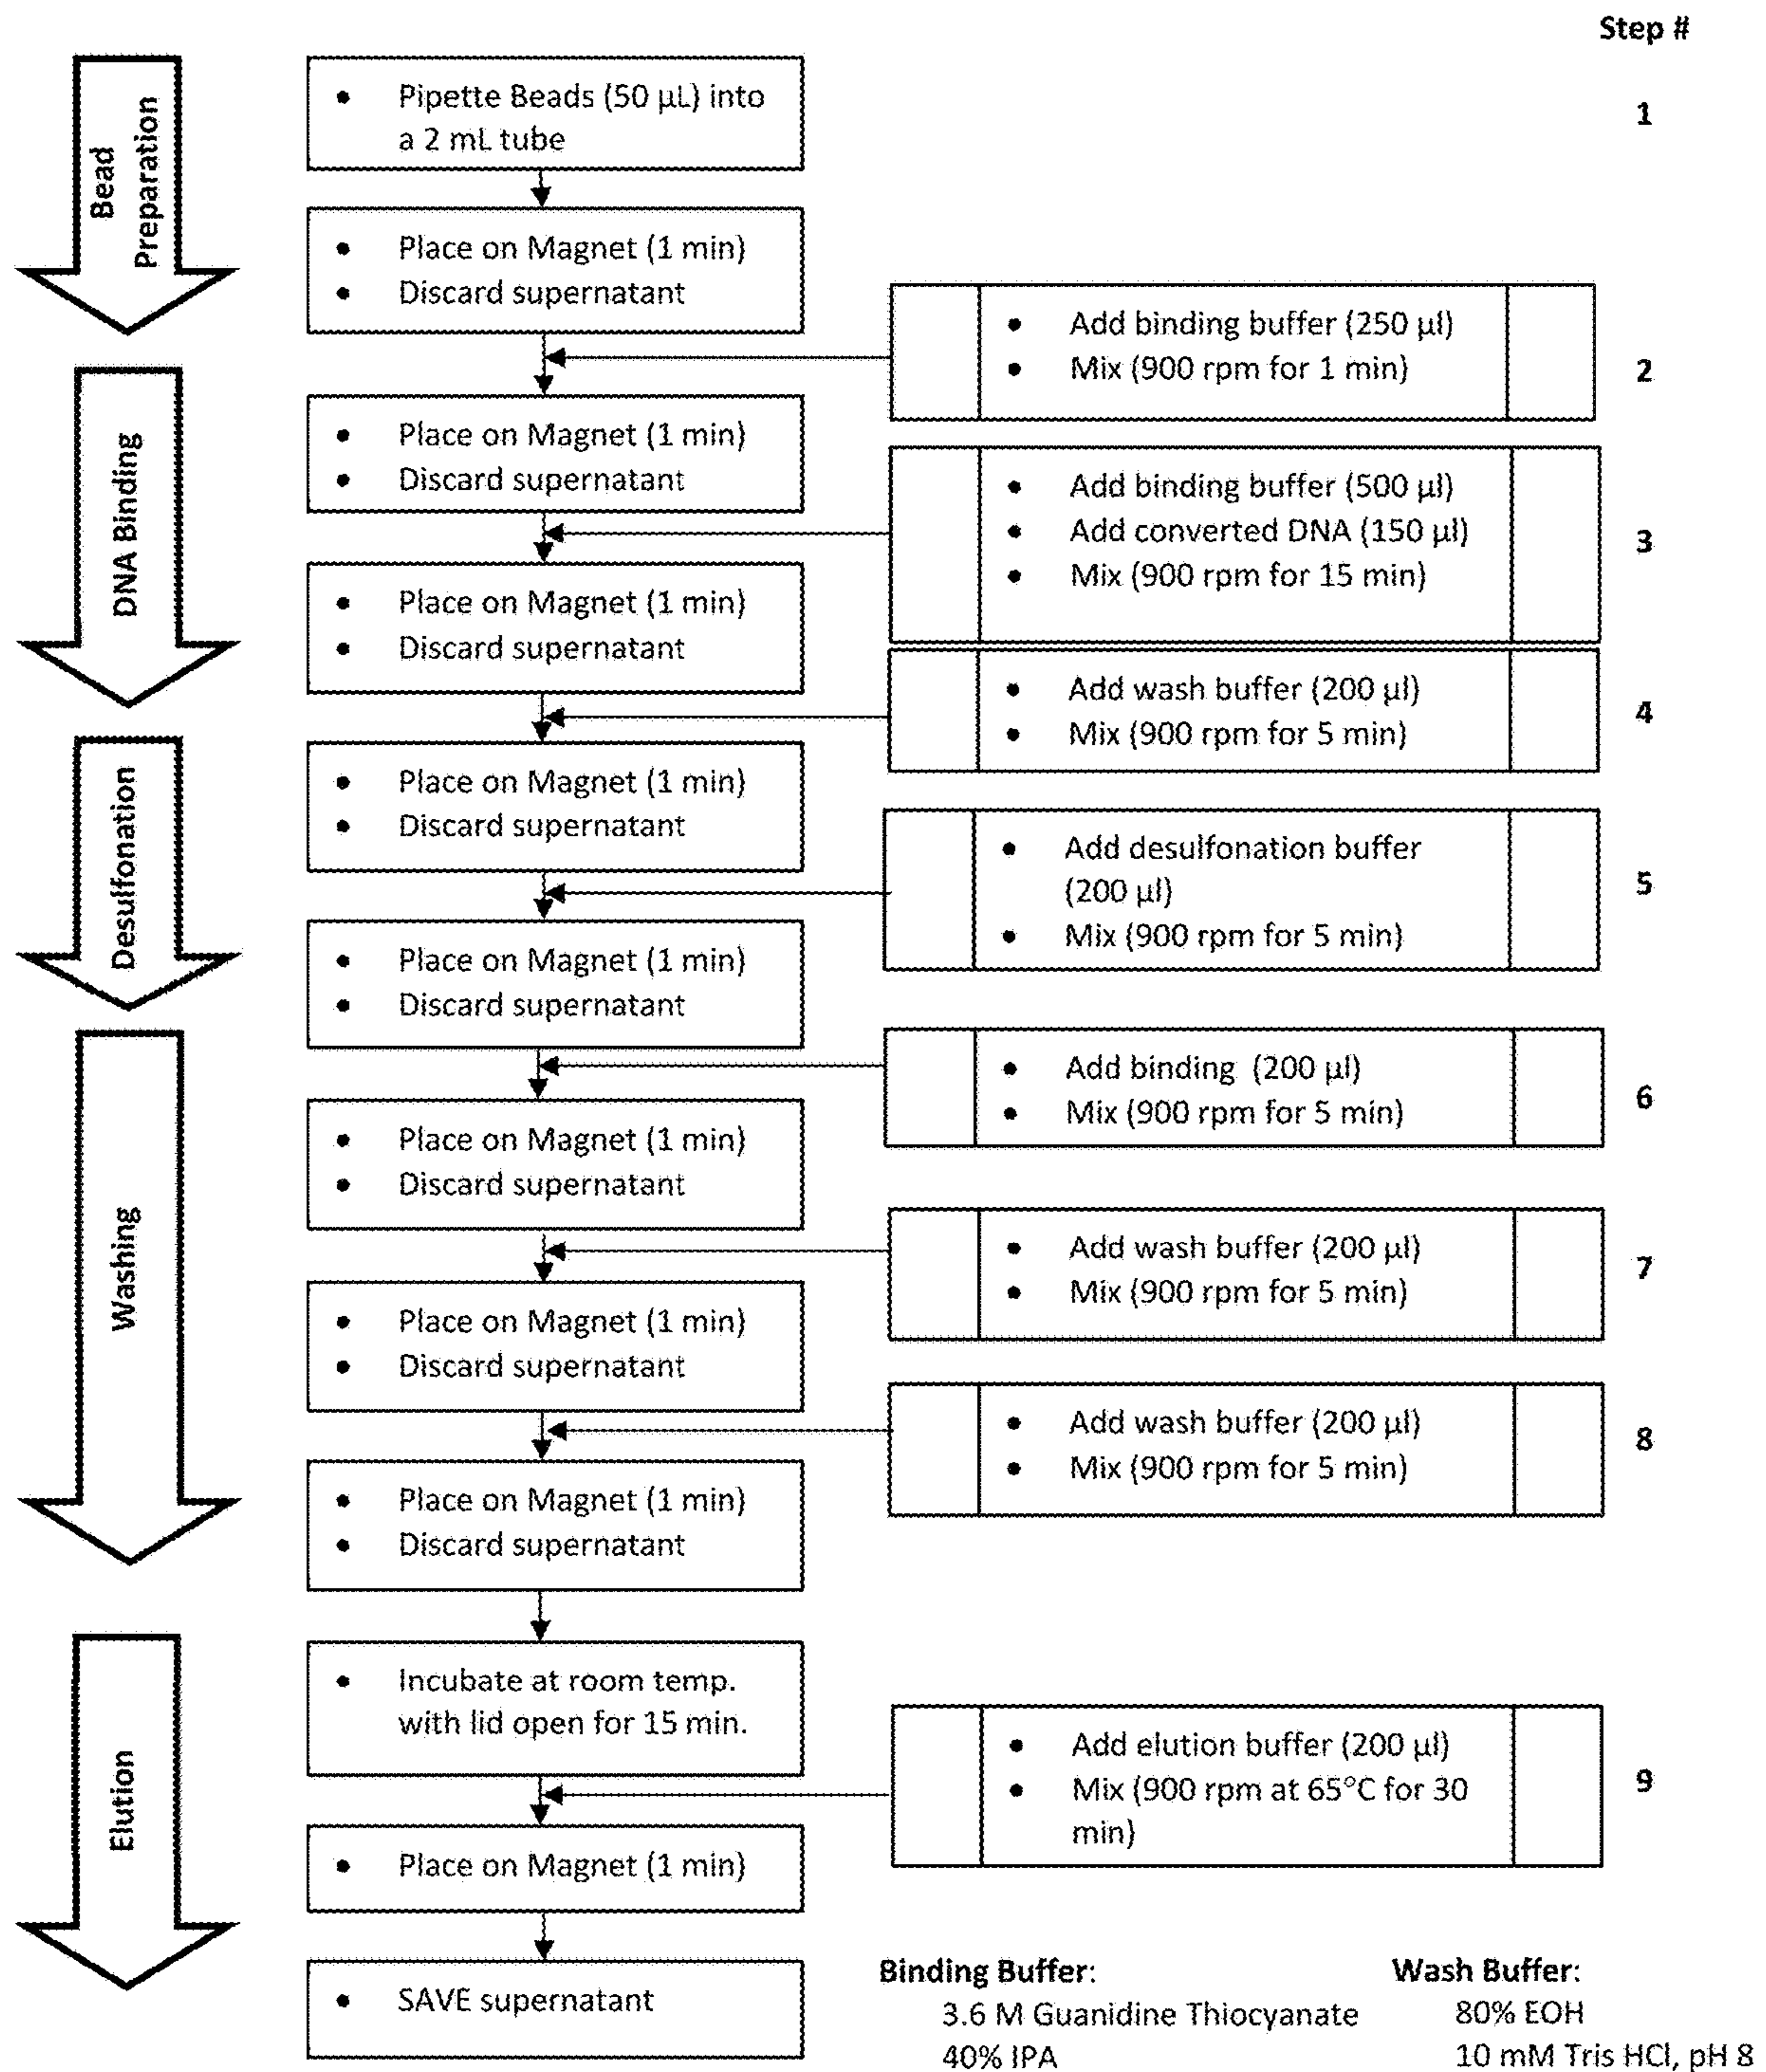 Step #
Bead
Preparation
• Pipette Beads (50 µL) into
a 2 mL tube
1
• Place on Magnet (1 min)
• Discard supernatant
• Add binding buffer (250 µl)
• Mix (900 rpm for 1 min)
2
DNA Binding
• Place on Magnet (1 min)
• Discard supernatant
• Add binding buffer (500 µl)
• Add converted DNA (150 µl)
• Mix (900 rpm for 15 min)
3
• Place on Magnet (1 min)
• Discard supernatant
• Add wash buffer (200 µl)
• Mix (900 rpm for 5 min)
4
Desulfonation
• Place on Magnet (1 min)
• Discard supernatant
• Add desulfonation buffer
(200 µl)
• Mix (900 rpm for 5 min)
5
• Place on Magnet (1 min)
• Discard supernatant
Washing
• Add binding (200 µl)
• Mix (900 rpm for 5 min)
6
• Place on Magnet (1 min)
• Discard supernatant
• Add wash buffer (200 µl)
• Mix (900 rpm for 5 min)
7
• Place on Magnet (1 min)
• Discard supernatant
• Add wash buffer (200 µl)
• Mix (900 rpm for 5 min)
8
• Place on Magnet (1 min)
• Discard supernatant
Elution
• Incubate at room temp.
with lid open for 15 min.
• Add elution buffer (200 µl)
• Mix (900 rpm at 65°C for 30
min)
9
• Place on Magnet (1 min)
• SAVE supernatant
Binding Buffer:
3.6 M Guanidine Thiocyanate
40% IPA
Wash Buffer:
80% EOH
10 mM Tris HCl, pH 8